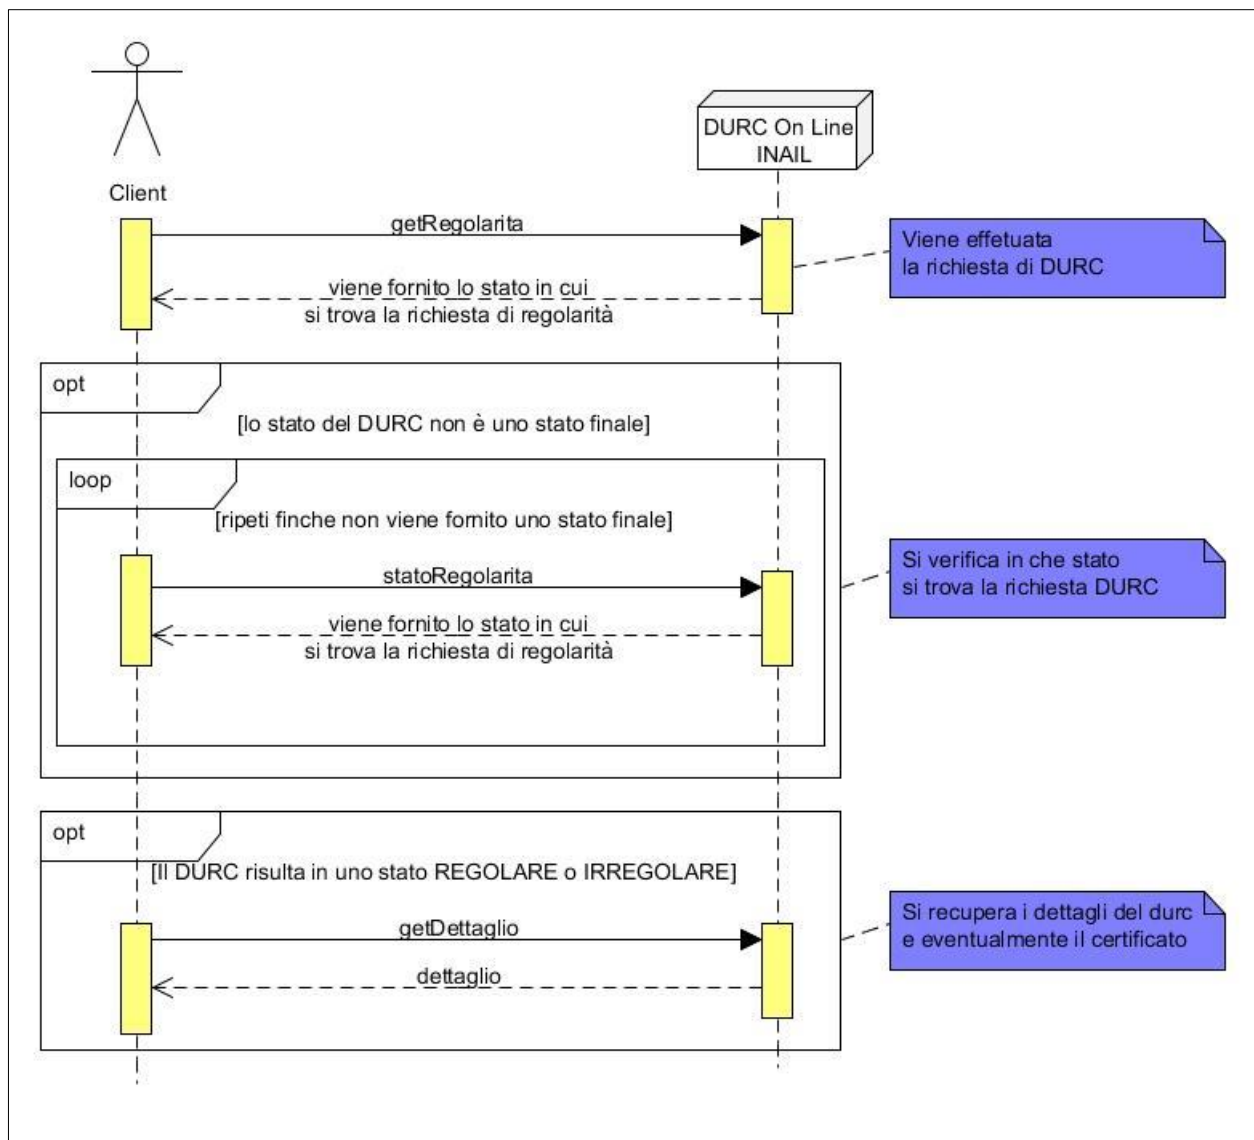 DURC On Line
INAIL
Client
getRegolarita
Viene effetuata
la richiesta di DURC
viene fornito lo stato in cui
si trova la richiesta di regolarità
opt
[lo stato del DURC non è uno stato finale]
loop
[ripeti finche non viene fornito uno stato finale]
statoRegolarita
Si verifica in che stato
si trova la richiesta DURC
viene fornito lo stato in cui
si trova la richiesta di regolarità
opt
[Il DURC risulta in uno stato REGOLARE o IRREGOLARE]
getDettaglio
Si recupera i dettagli del durc
e eventualmente il certificato
dettaglio